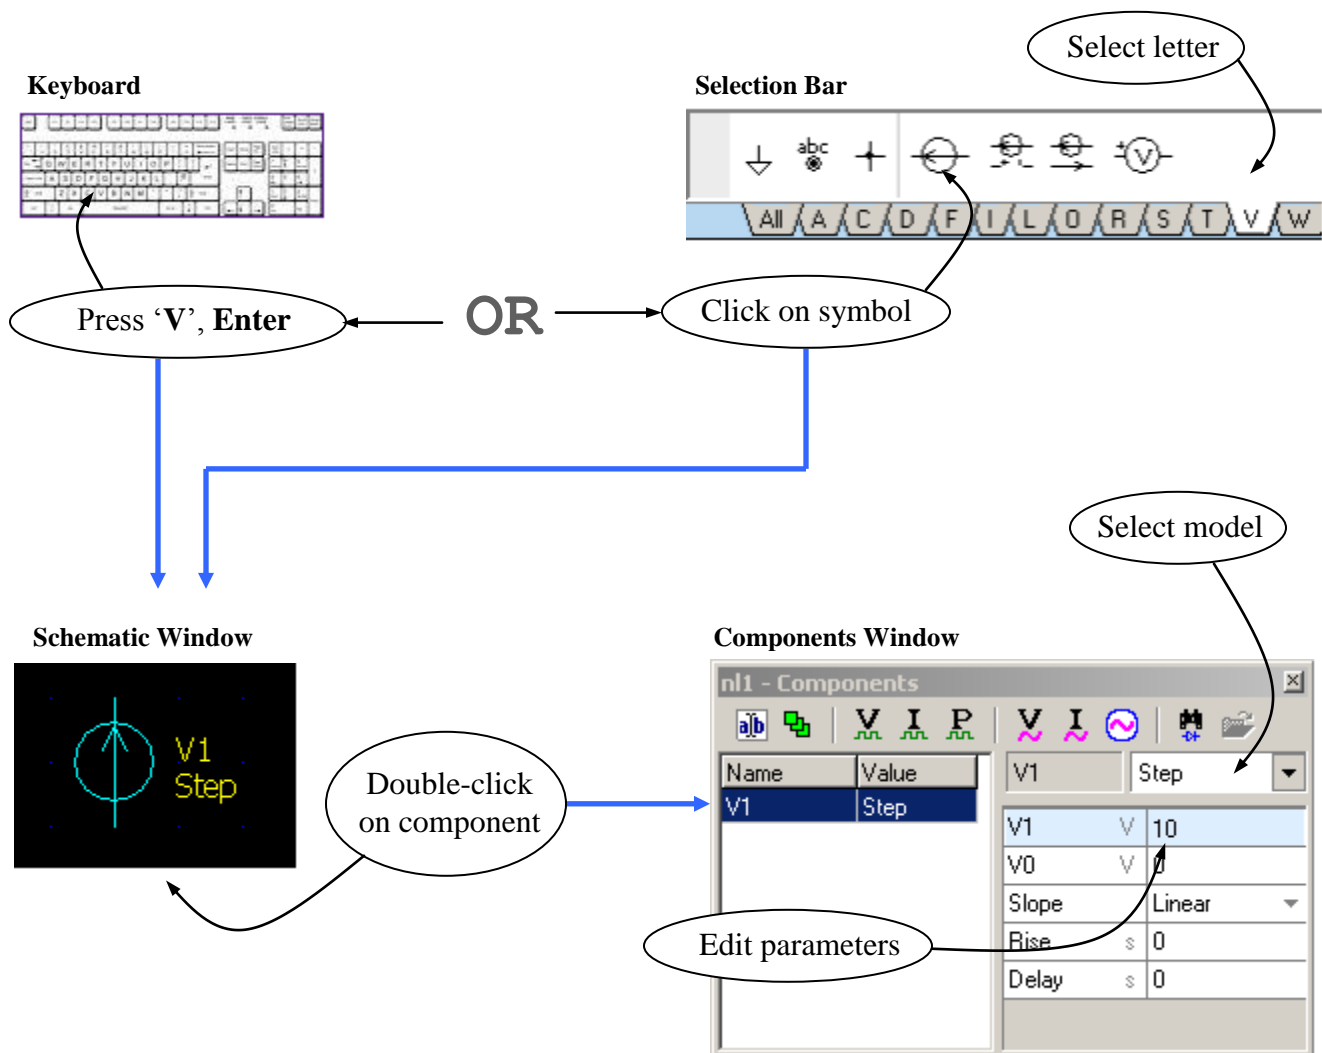 Select letter
Keyboard
Selection Bar
abc
V
All A C D F I L O R S T V W
Press ‘V’, Enter
OR
Click on symbol
Select model
Schematic Window
Components Window
nl1 - Components
a b V I P V I
V1
Step
Double-click
on component
Name Value
V1 Step
V1 Step
V1 V 10
V0 V 0
Slope Linear
Rise s 0
Delay s 0
Edit parameters